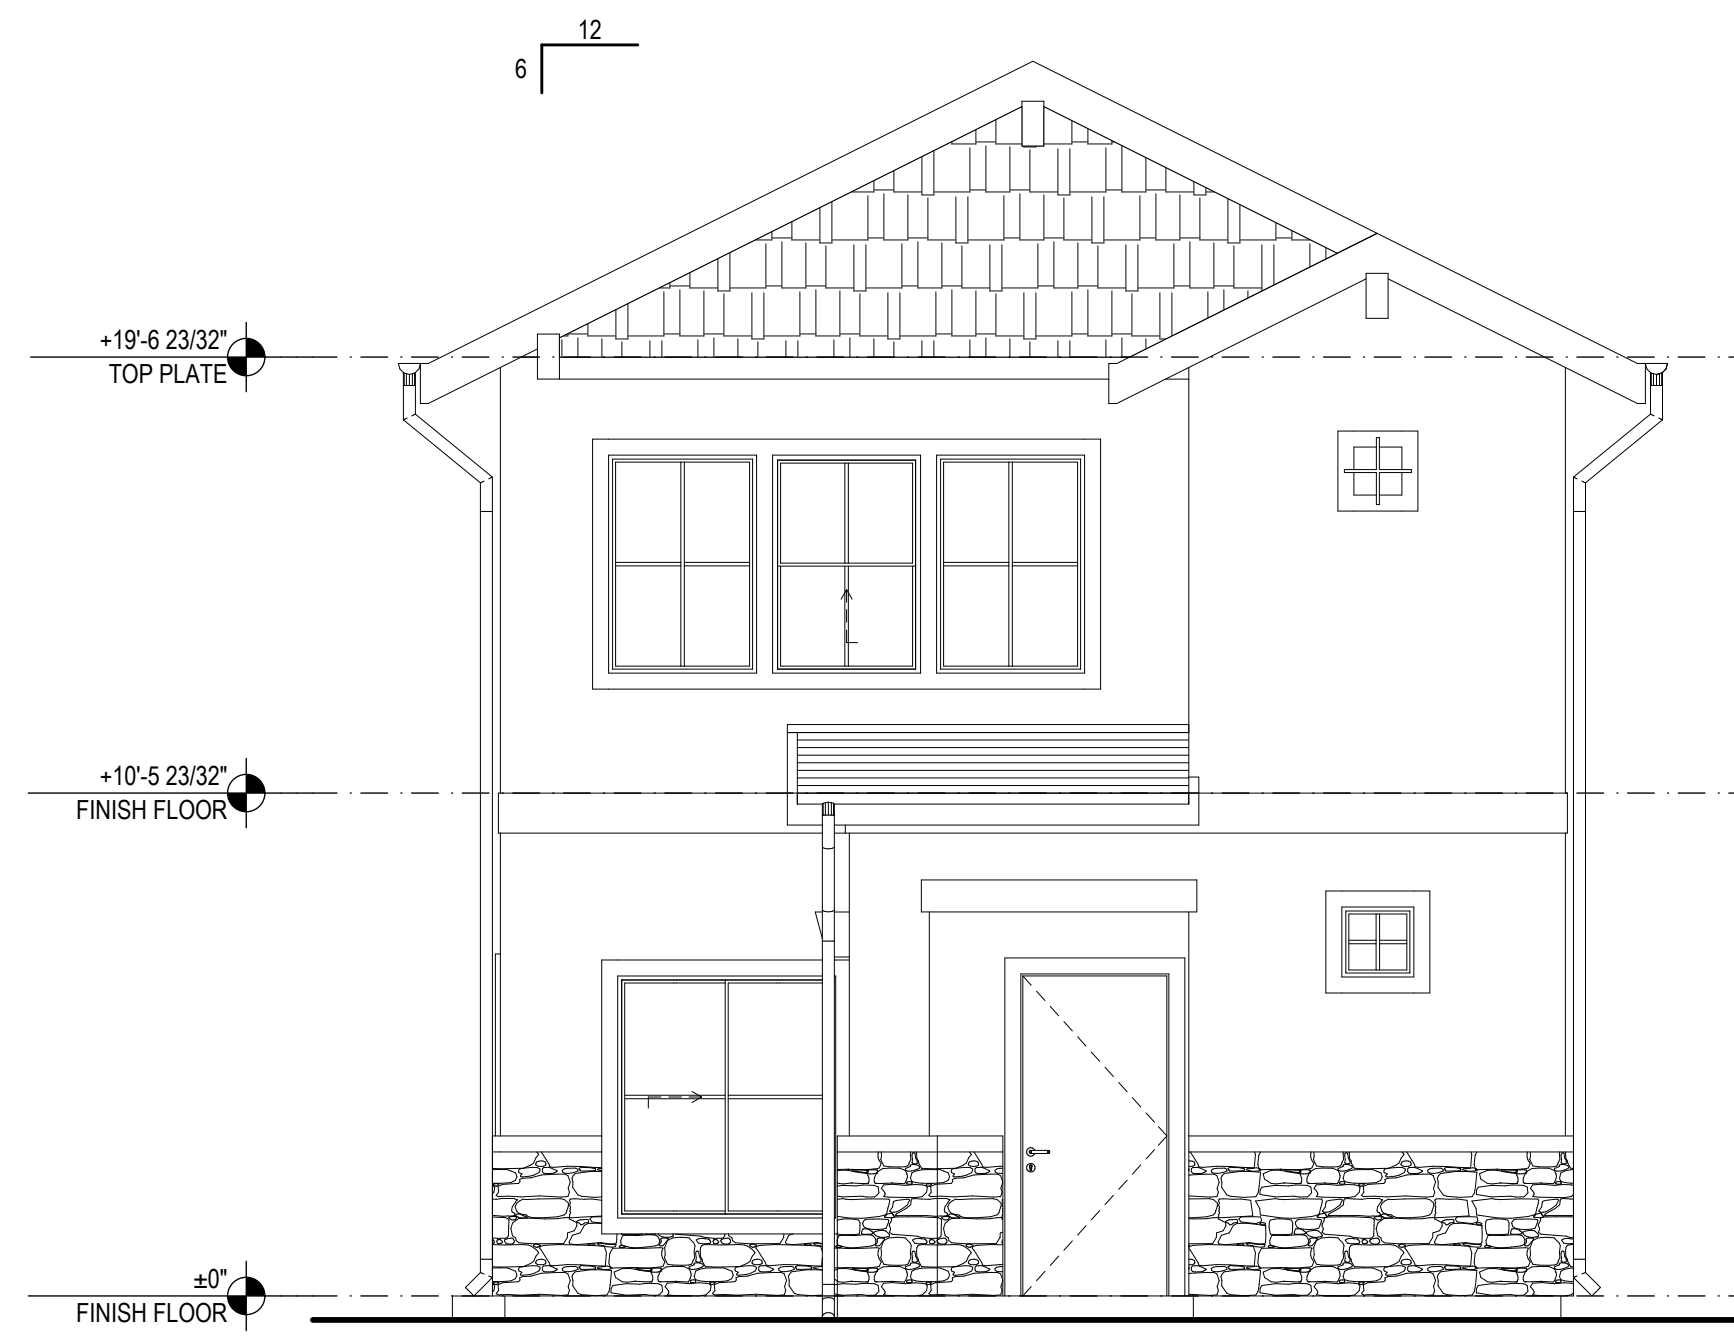 12
6
+19'-6 23/32"
TOP PLATE
+10'-5 23/32"
FINISH FLOOR
±0"
FINISH FLOOR